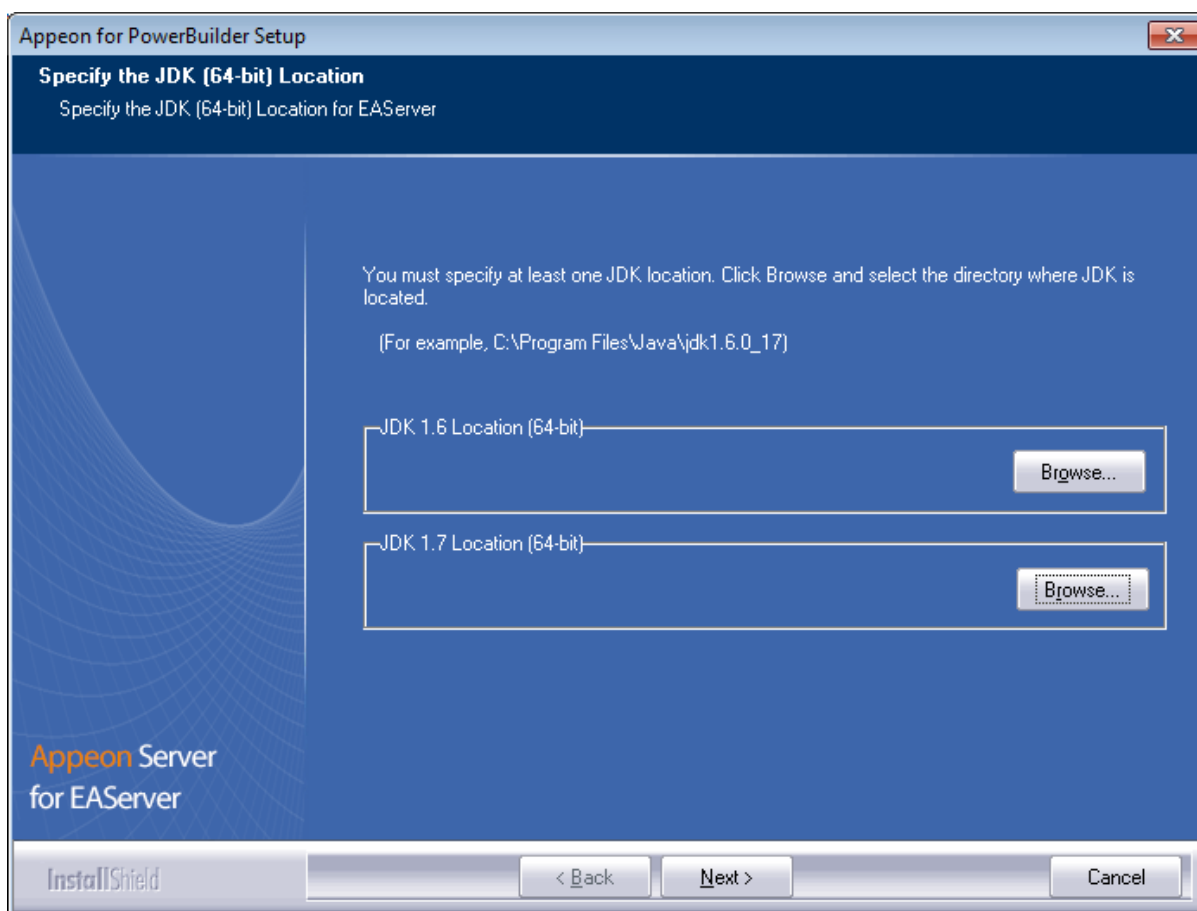 Appeon for PowerBuilder Setup
Specify the JDK (64-bit) Location
Specify the JDK (64-bit) Location for EAServer
You must specify at least one JDK location. Click Browse and select the directory where JDK is
located.
(For example, C:\Program Files\Java\jdk1.6.0_17)
JDK 1.6 Location (64-bit)
Browse...
JDK 1.7 Location (64-bit)
Browse...
Appeon Server
for EAServer
InstallShield
< Back
Next >
Cancel